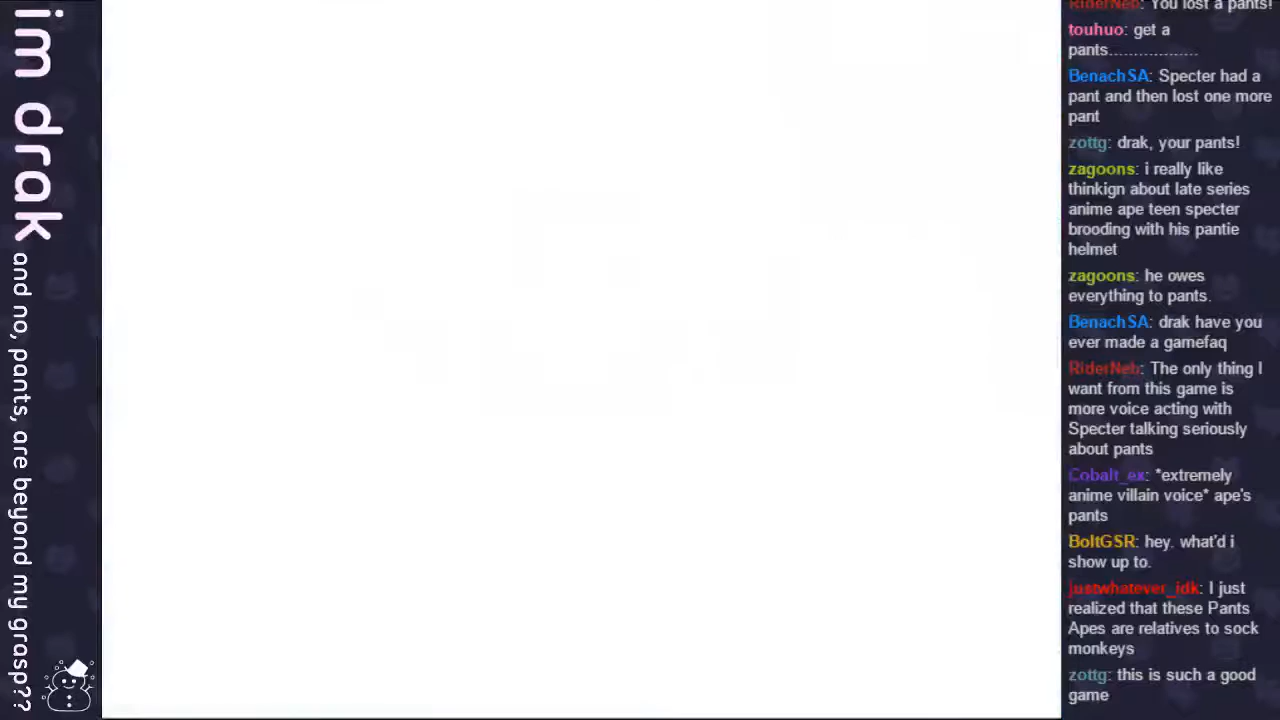 im drak
and no, pants, are beyond my grasp??
RiderNeb: You lost a pants!
touhuo: get a
pants..................
BenachSA: Specter had a
pant and then lost one more
pant
zottg: drak, your pants!
zagoons: i really like
thinkign about late series
anime ape teen specter
brooding with his pantie
helmet
zagoons: he owes
everything to pants.
BenachSA: drak have you
ever made a gamefaq
RiderNeb: The only thing I
want from this game is
more voice acting with
Specter talking seriously
about pants
Cobalt_ex: *extremely
anime villain voice* ape's
pants
BoltGSR: hey. what'd i
show up to.
justwhatever_idk: I just
realized that these Pants
Apes are relatives to sock
monkeys
zottg: this is such a good
game